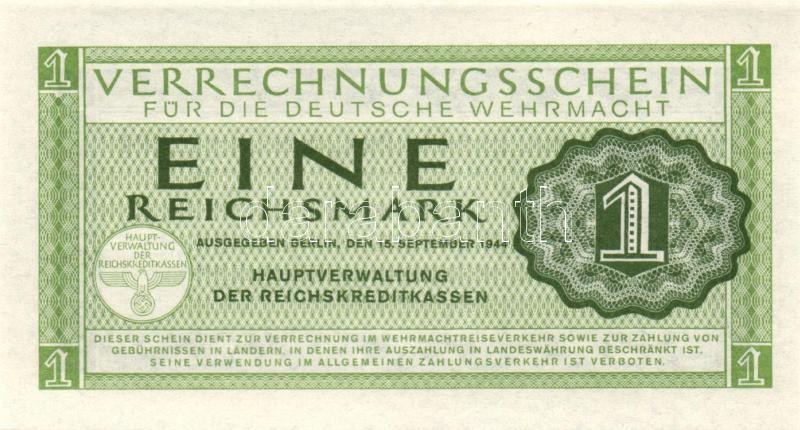 1 1
VERRECHNUNGSSCHEIN
FÜR DIE DEUTSCHE WEHRMACHT
EINE
REICHSMARK
1
AUSGEGEBEN BERLIN, DEN 15. SEPTEMBER 1944
HAUPT-
VERWALTUNG
DER
REICHSKREDITKASSEN
HAUPTVERWALTUNG
DER REICHSKREDITKASSEN
DIESER SCHEIN DIENT ZUR VERRECHNUNG IM WEHRMACHTREISEVERKEHR SOWIE ZUR ZAHLUNG VON
GEBÜHRNISSEN IN LÄNDERN, IN DENEN IHRE AUSZAHLUNG IN LANDESWÄHRUNG BESCHRÄNKT IST.
SEINE VERWENDUNG IM ALLGEMEINEN ZAHLUNGSVERKEHR IST VERBOTEN.
1 1
darabanth